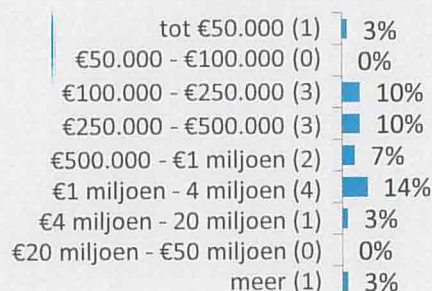 tot €50.000 (1) 3%
€50.000 - €100.000 (0) 0%
€100.000 - €250.000 (3) 10%
€250.000 - €500.000 (3) 10%
€500.000 - €1 miljoen (2) 7%
€1 miljoen - 4 miljoen (4) 14%
€4 miljoen - 20 miljoen (1) 3%
€20 miljoen - €50 miljoen (0) 0%
meer (1) 3%